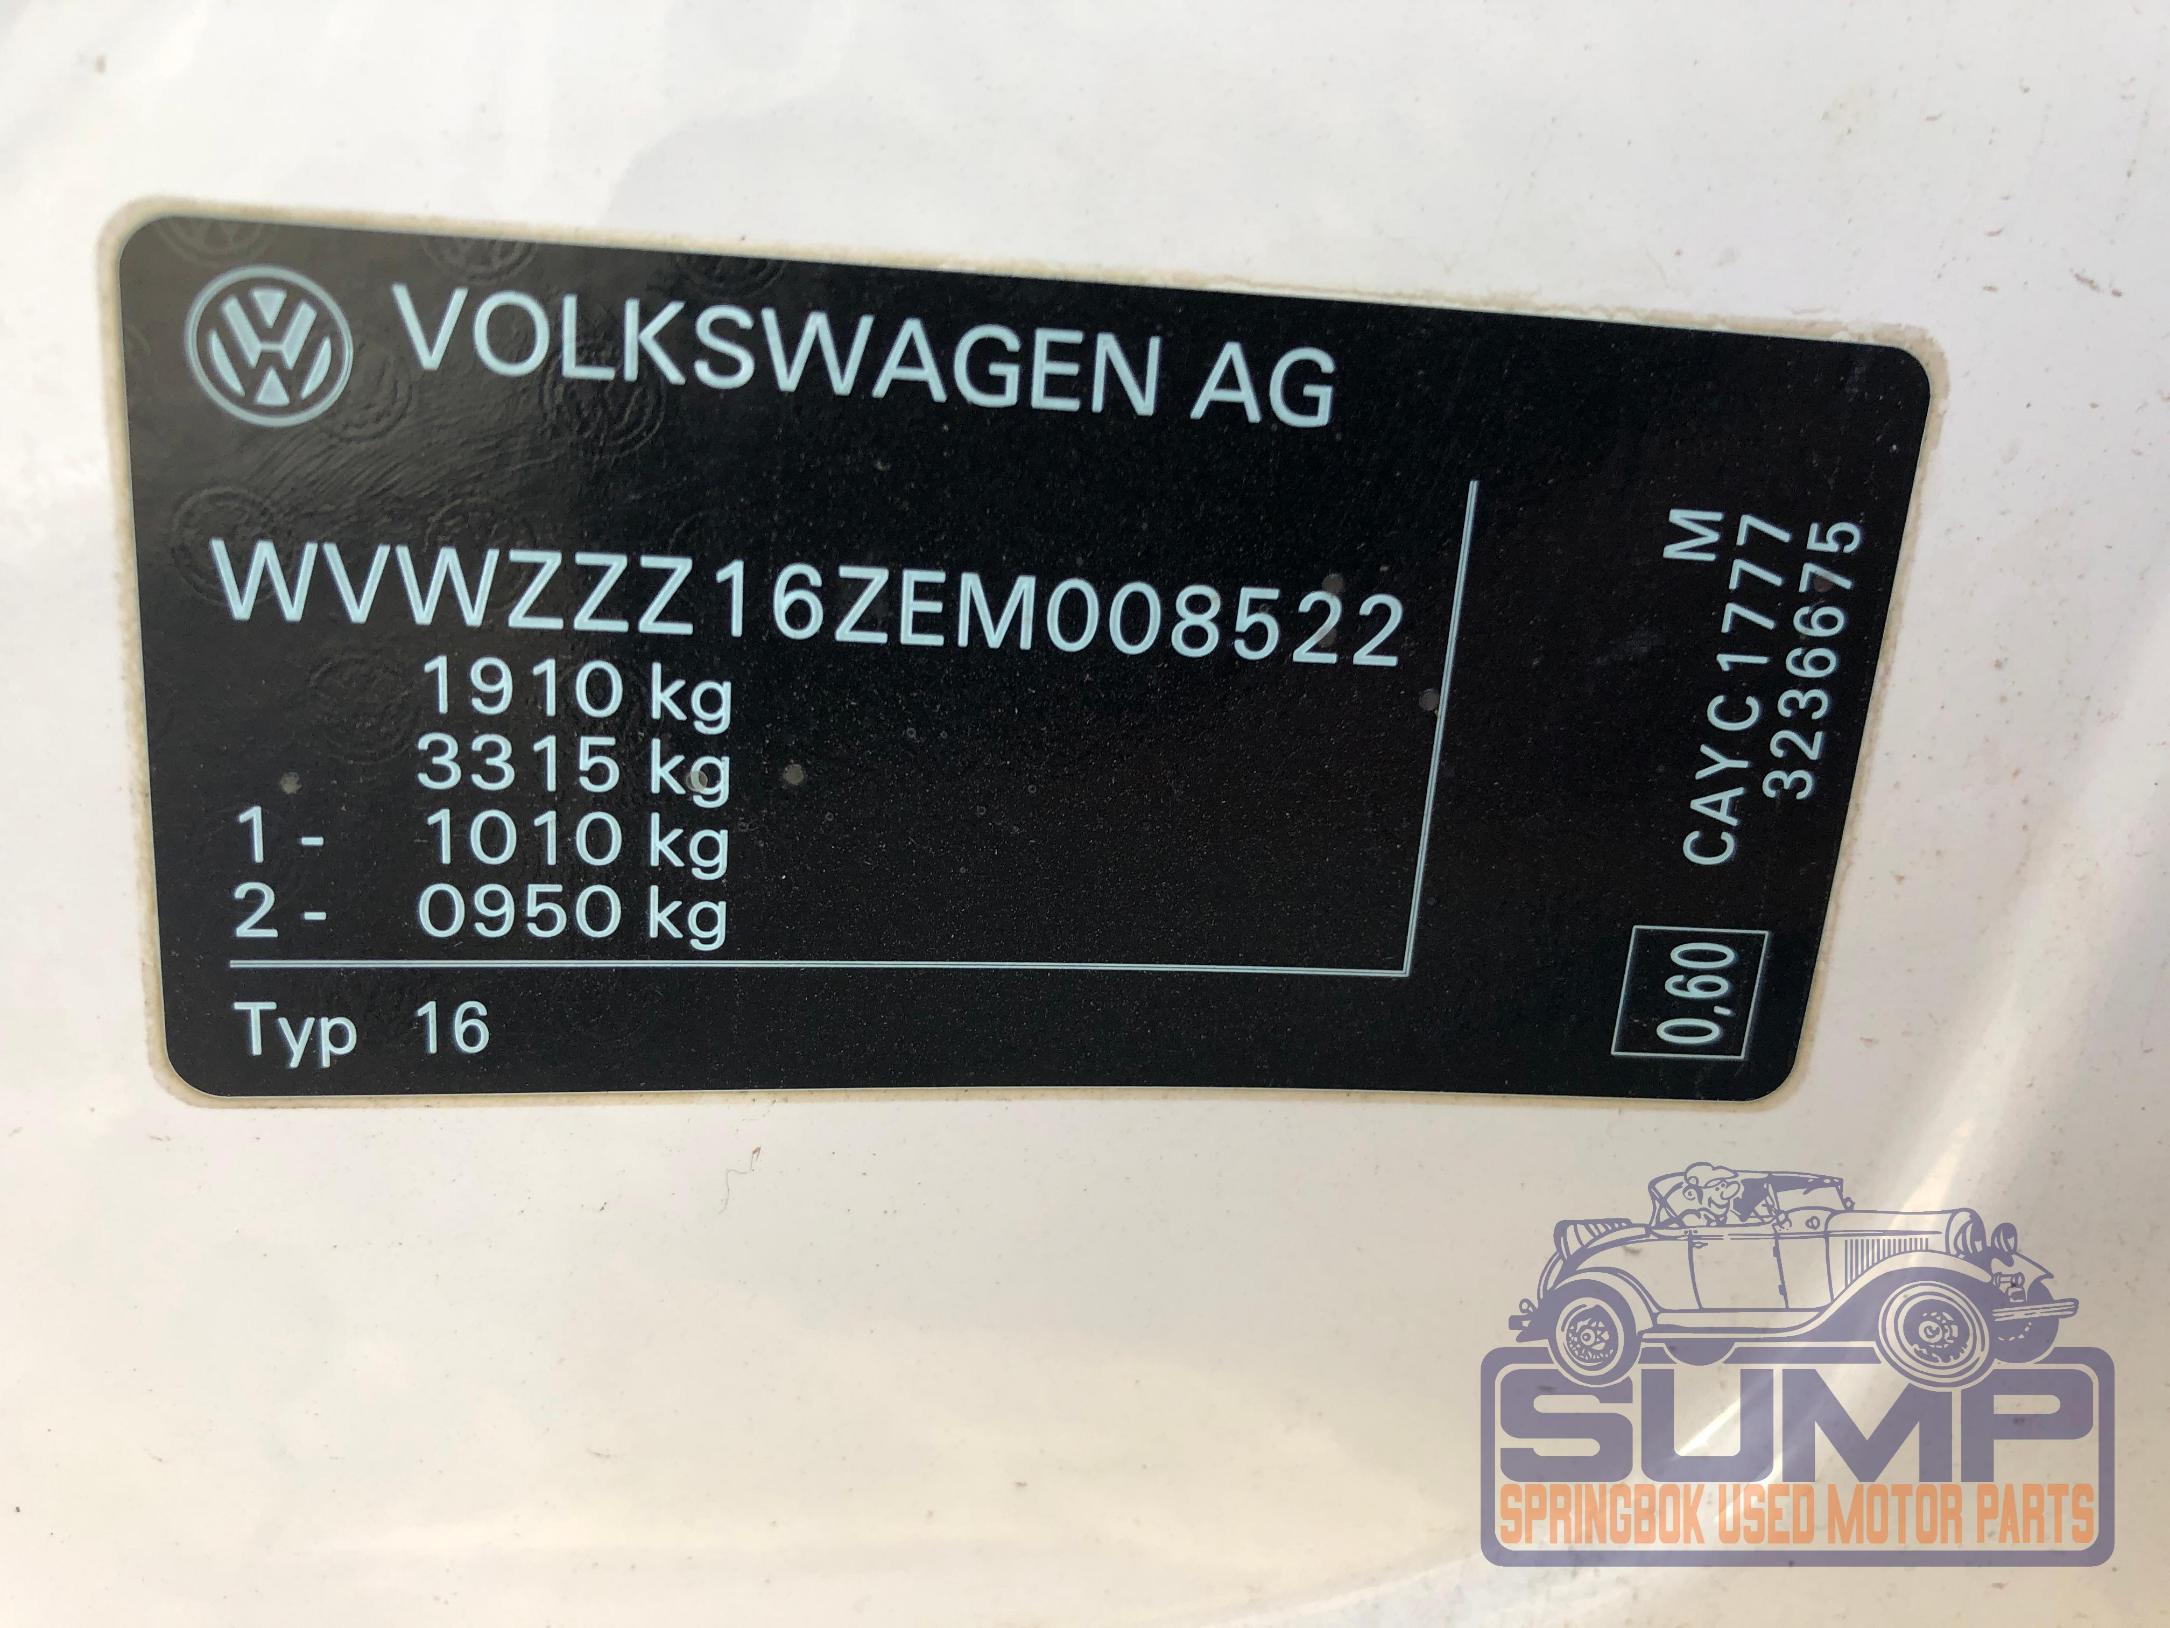 VOLKSWAGEN AG
WVWZZZ16ZEM008522
1910 kg
3315 kg
1 - 1010 kg
2 - 0950 kg
Typ 16
M
CAYC1777
3236675
0,60
SUMP
SPRINGBOK USED MOTOR PARTS